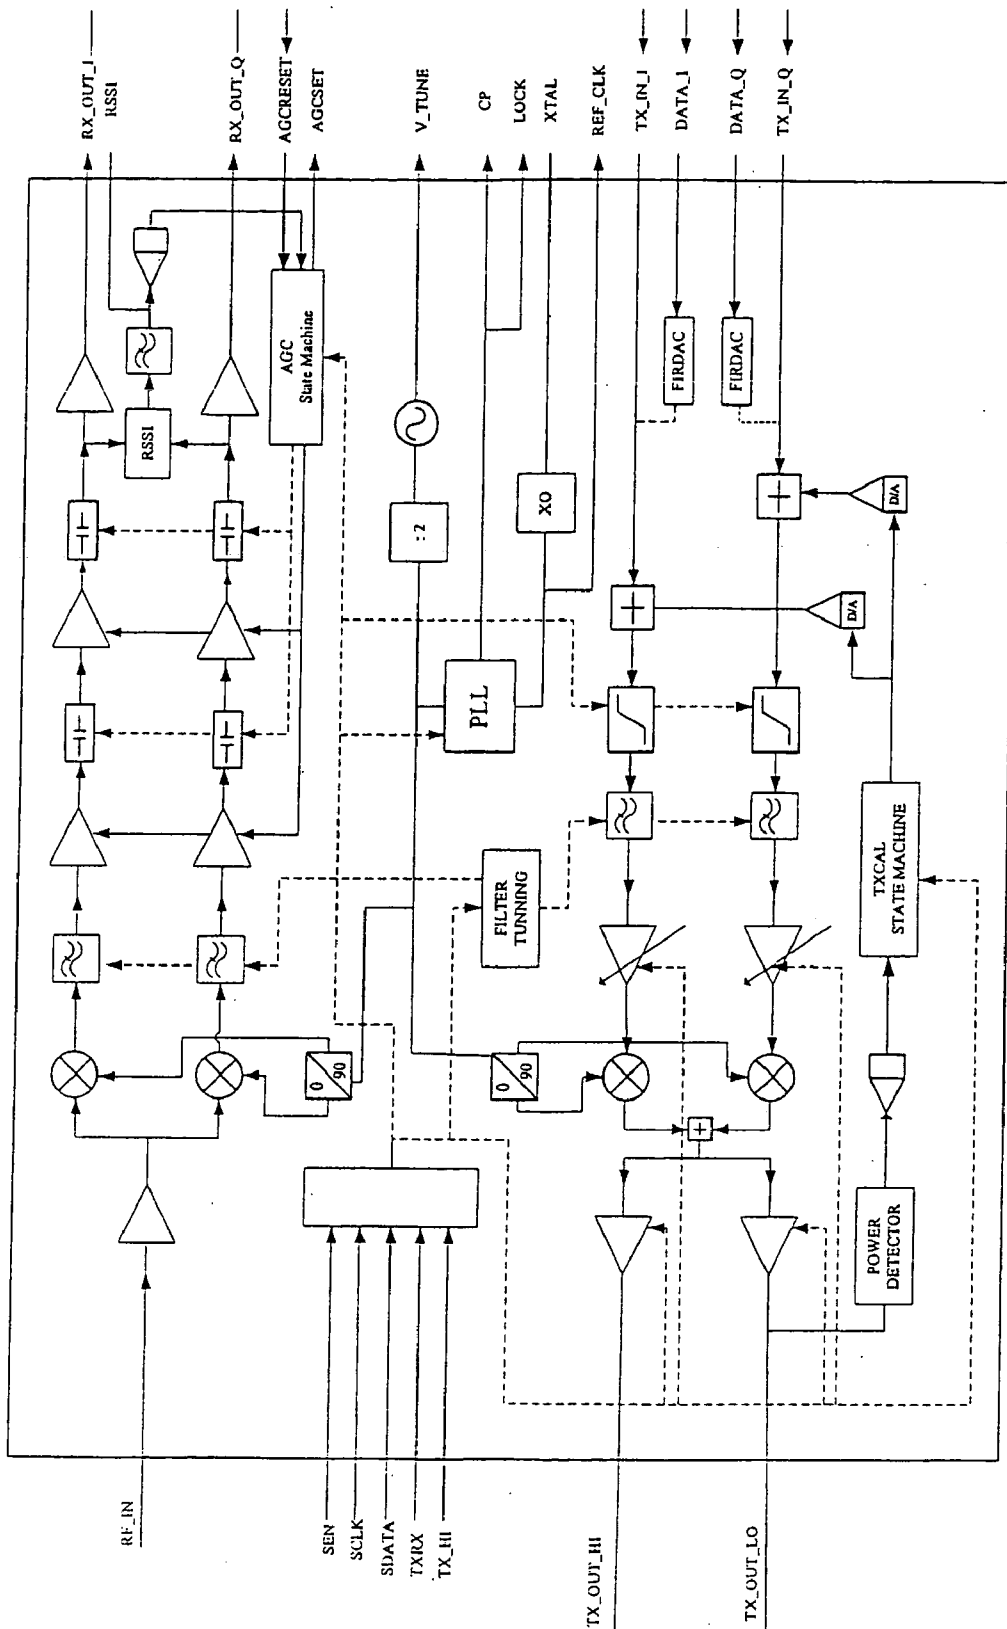 RX_OUT_I
RSSI
RX_OUT_Q
AGCRESET
AGCSET
V_TUNE
CP
LOCK
XTAL
REF_CLK
TX_IN_I
DATA_I
DATA_Q
TX_IN_Q
RSSI
AGC
State Machine
FIRDAC
FIRDAC
:2
XO
D/A
D/A
PLL
FILTER
TUNNING
TXCAL
STATE MACHINE
0
90
0
90
POWER
DETECTOR
RF_IN
SEN
SCLK
SDATA
TXRX
TX_HI
TX_OUT_HI
TX_OUT_LO